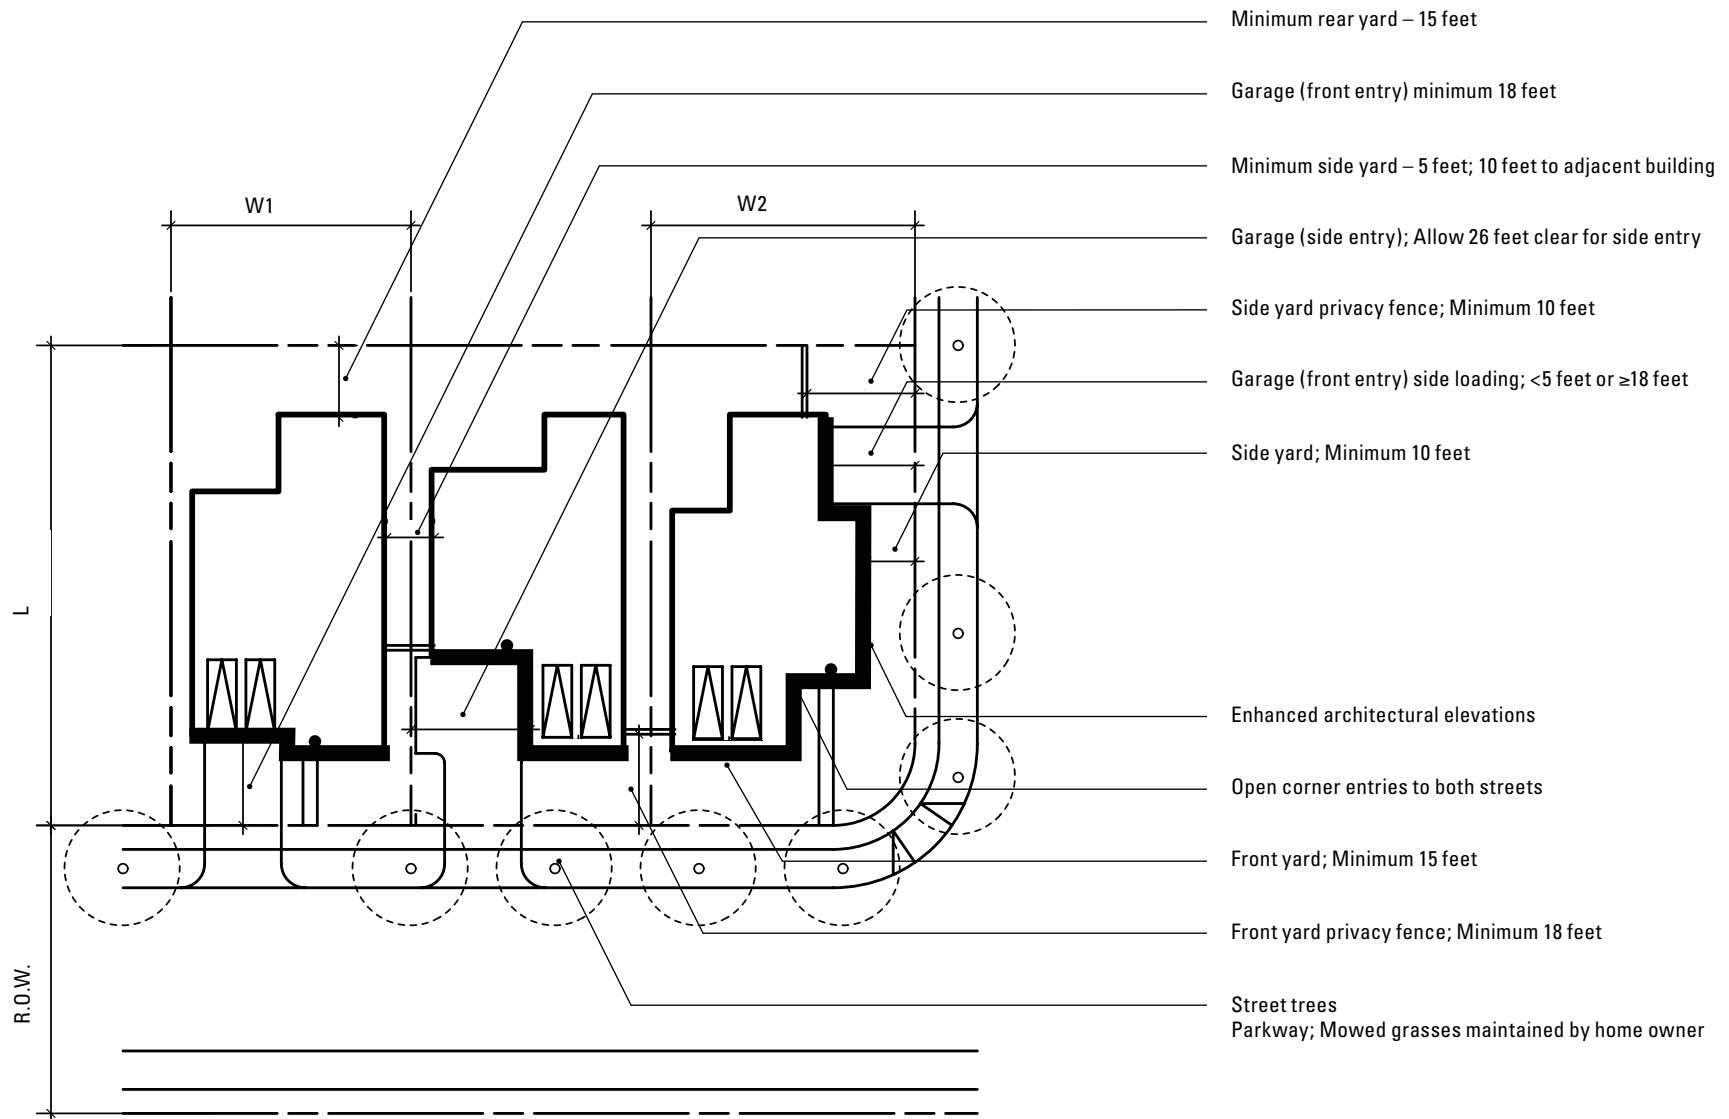 Minimum rear yard – 15 feet
Garage (front entry) minimum 18 feet
Minimum side yard – 5 feet; 10 feet to adjacent building
W1
W2
Garage (side entry); Allow 26 feet clear for side entry
Side yard privacy fence; Minimum 10 feet
Garage (front entry) side loading; <5 feet or ≥18 feet
Side yard; Minimum 10 feet
L
Enhanced architectural elevations
Open corner entries to both streets
Front yard; Minimum 15 feet
Front yard privacy fence; Minimum 18 feet
R.O.W.
Street trees
Parkway; Mowed grasses maintained by home owner